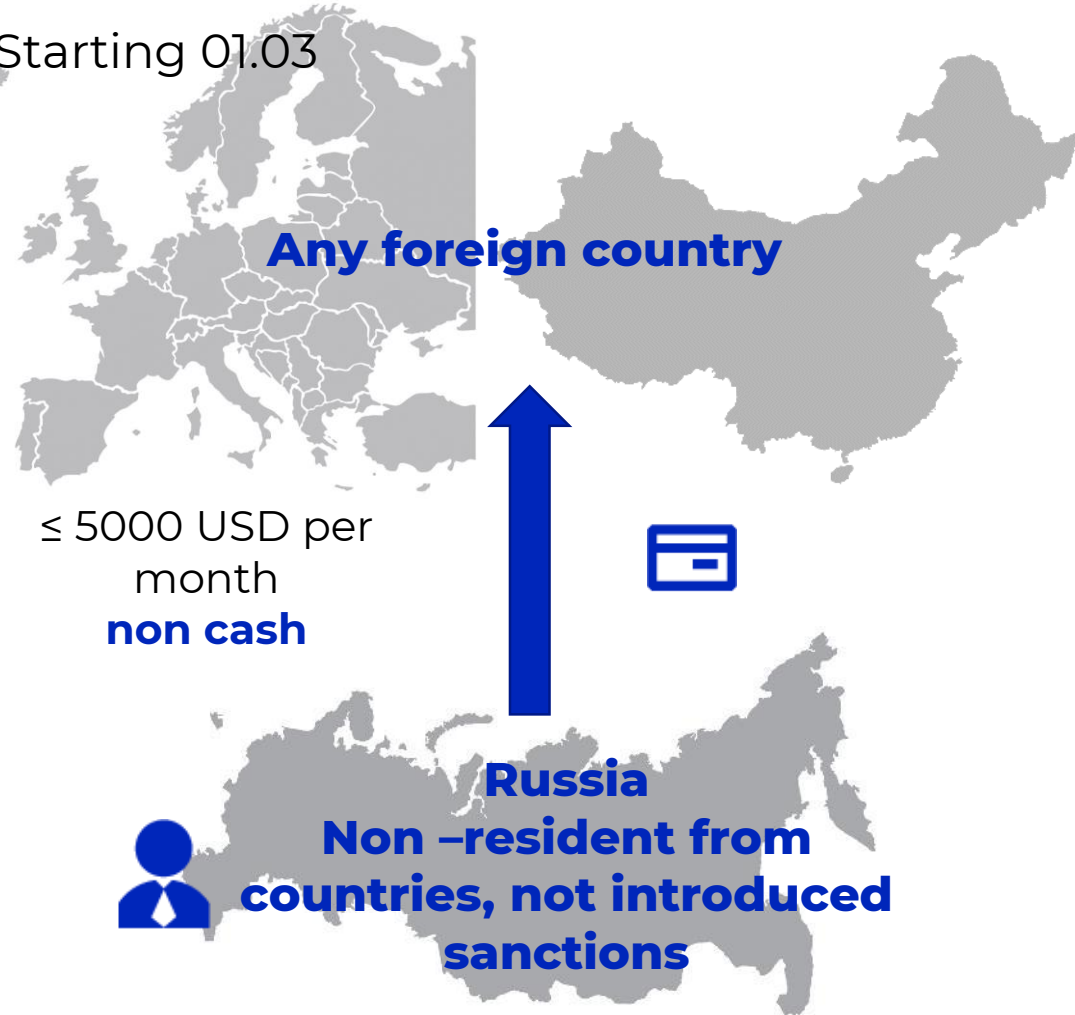 Starting 01.03
Any foreign country
≤ 5000 USD per
month
non cash
Russia
Non –resident from
countries, not introduced
sanctions